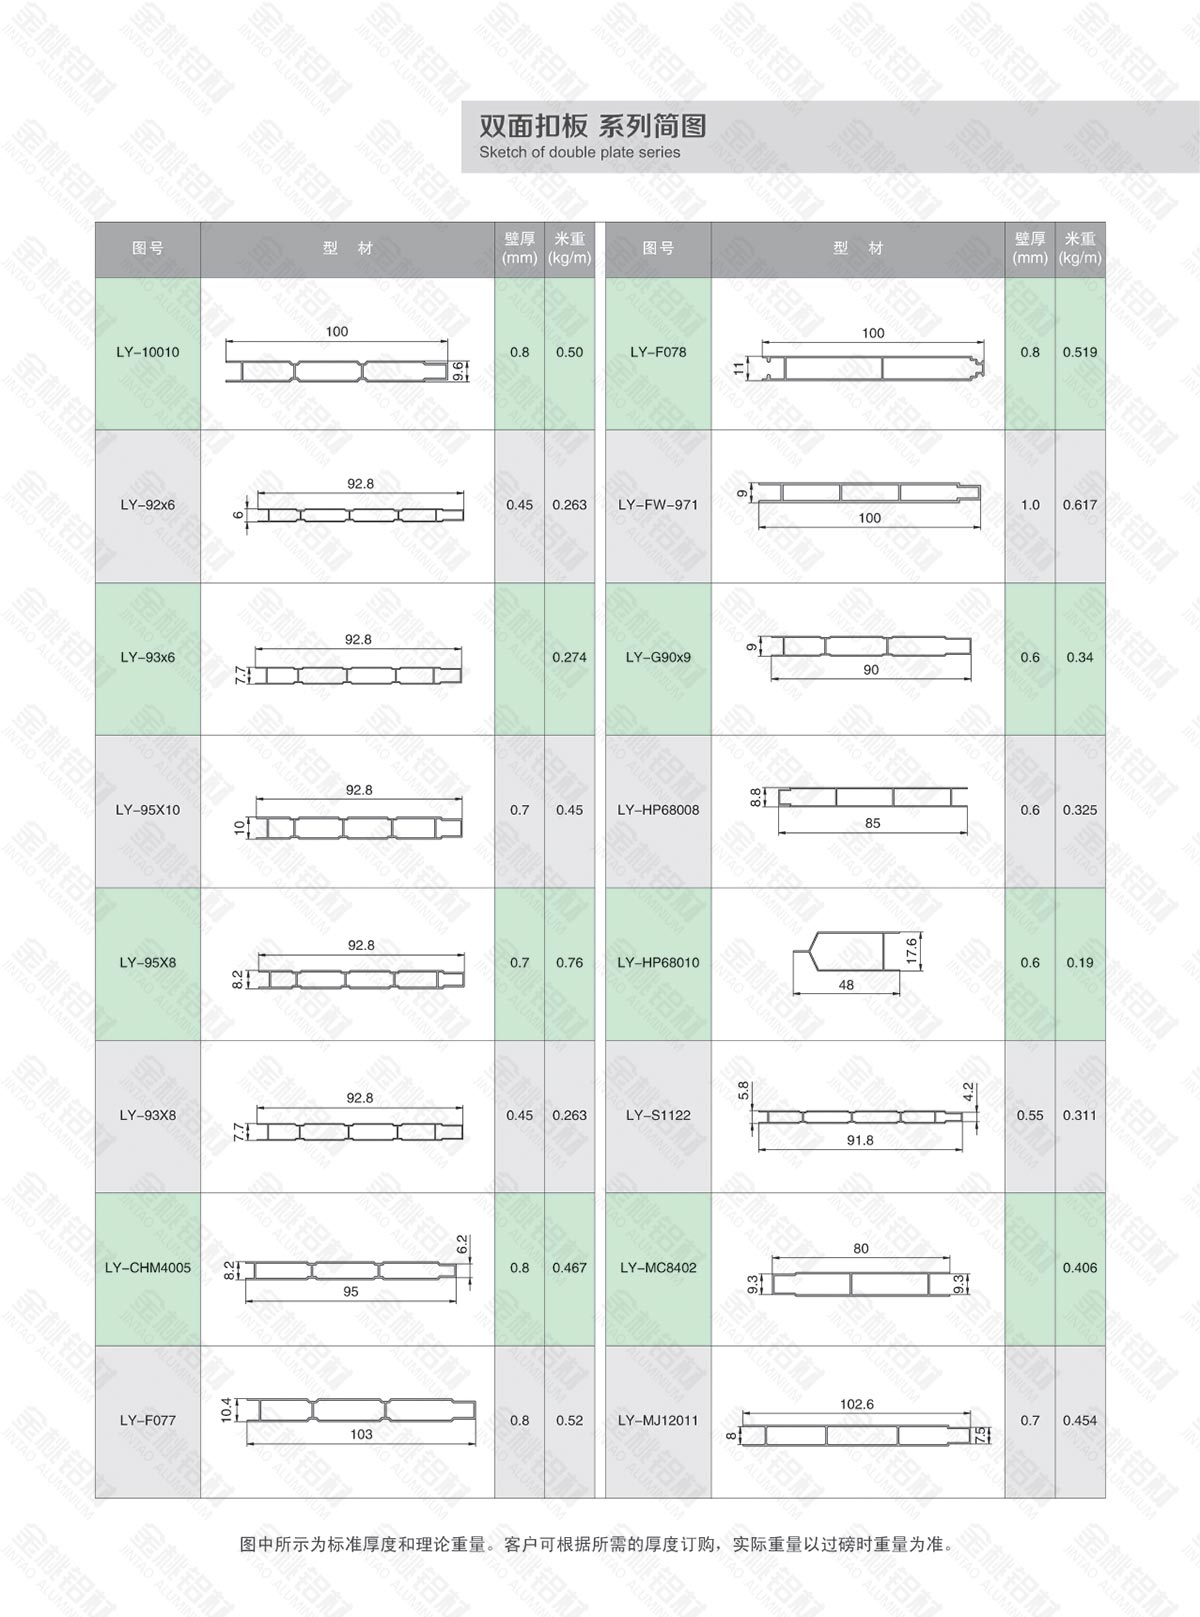 双面扣板 系列简图
Sketch of double plate series
图号 型 材 壁厚(mm) 米重(kg/m) 图号 型 材 壁厚(mm) 米重(kg/m)
LY-10010 100 9.6 0.8 0.50
LY-F078 100 11 0.8 0.519
LY-92x6 92.8 6 0.45 0.263
LY-FW-971 9 100 1.0 0.617
LY-93x6 92.8 7.7 0.274
LY-G90x9 9 90 0.6 0.34
LY-95X10 92.8 10 0.7 0.45
LY-HP68008 8.8 85 0.6 0.325
LY-95X8 92.8 8.2 0.7 0.76
LY-HP68010 17.6 48 0.6 0.19
LY-93X8 92.8 7.7 0.45 0.263
LY-S1122 5.8 4.2 91.8 0.55 0.311
LY-CHM4005 6.2 8.2 95 0.8 0.467
LY-MC8402 80 9.3 9.3 0.406
LY-F077 10.4 103 0.8 0.52
LY-MJ12011 102.6 8 7.5 0.7 0.454
图中所示为标准厚度和理论重量。客户可根据所需的厚度订购，实际重量以过磅时重量为准。
金桃铝材
JINTAO ALUMINIUM